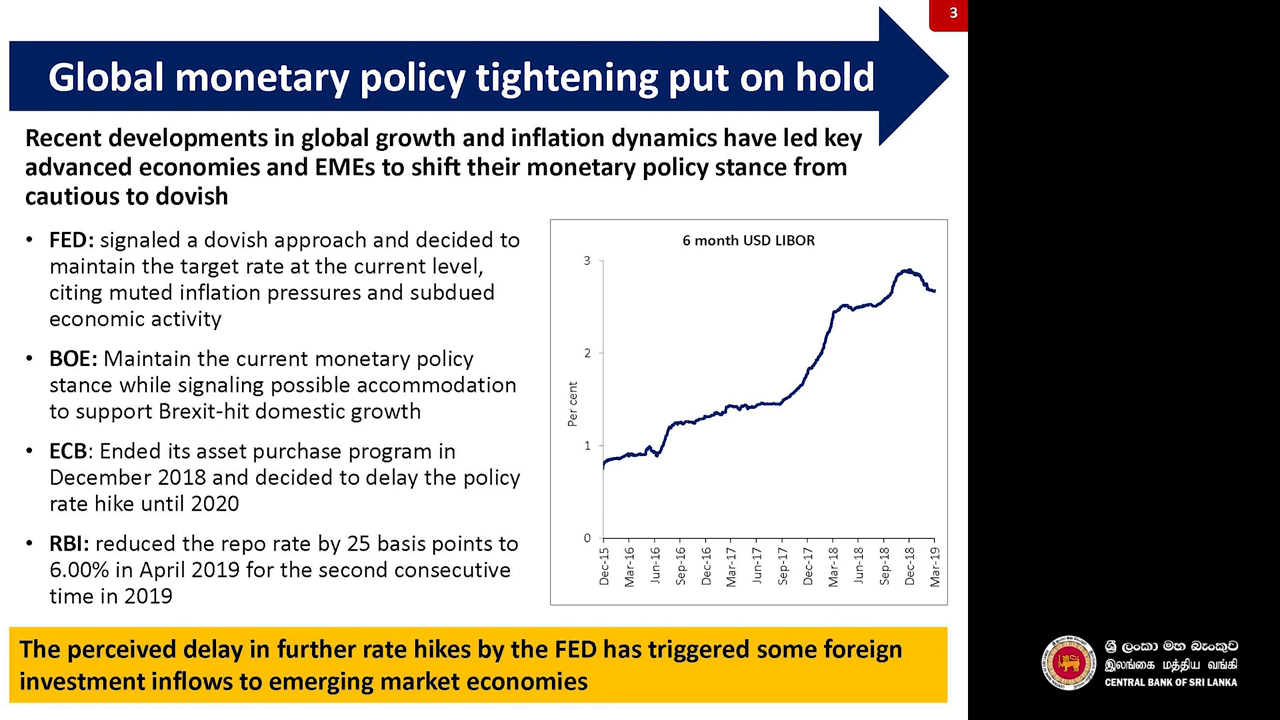 3
Global monetary policy tightening put on hold
Recent developments in global growth and inflation dynamics have led key
advanced economies and EMEs to shift their monetary policy stance from
cautious to dovish
• FED: signaled a dovish approach and decided to
maintain the target rate at the current level,
citing muted inflation pressures and subdued
economic activity
• BOE: Maintain the current monetary policy
stance while signaling possible accommodation
to support Brexit-hit domestic growth
• ECB: Ended its asset purchase program in
December 2018 and decided to delay the policy
rate hike until 2020
• RBI: reduced the repo rate by 25 basis points to
6.00% in April 2019 for the second consecutive
time in 2019
6 month USD LIBOR
3
2
1
0
Per cent
Dec-15
Mar-16
Jun-16
Sep-16
Dec-16
Mar-17
Jun-17
Sep-17
Dec-17
Mar-18
Jun-18
Sep-18
Dec-18
Mar-19
The perceived delay in further rate hikes by the FED has triggered some foreign
investment inflows to emerging market economies
ශ්‍රී ලංකා මහ බැංකුව
இலங்கை மத்திய வங்கி
CENTRAL BANK OF SRI LANKA